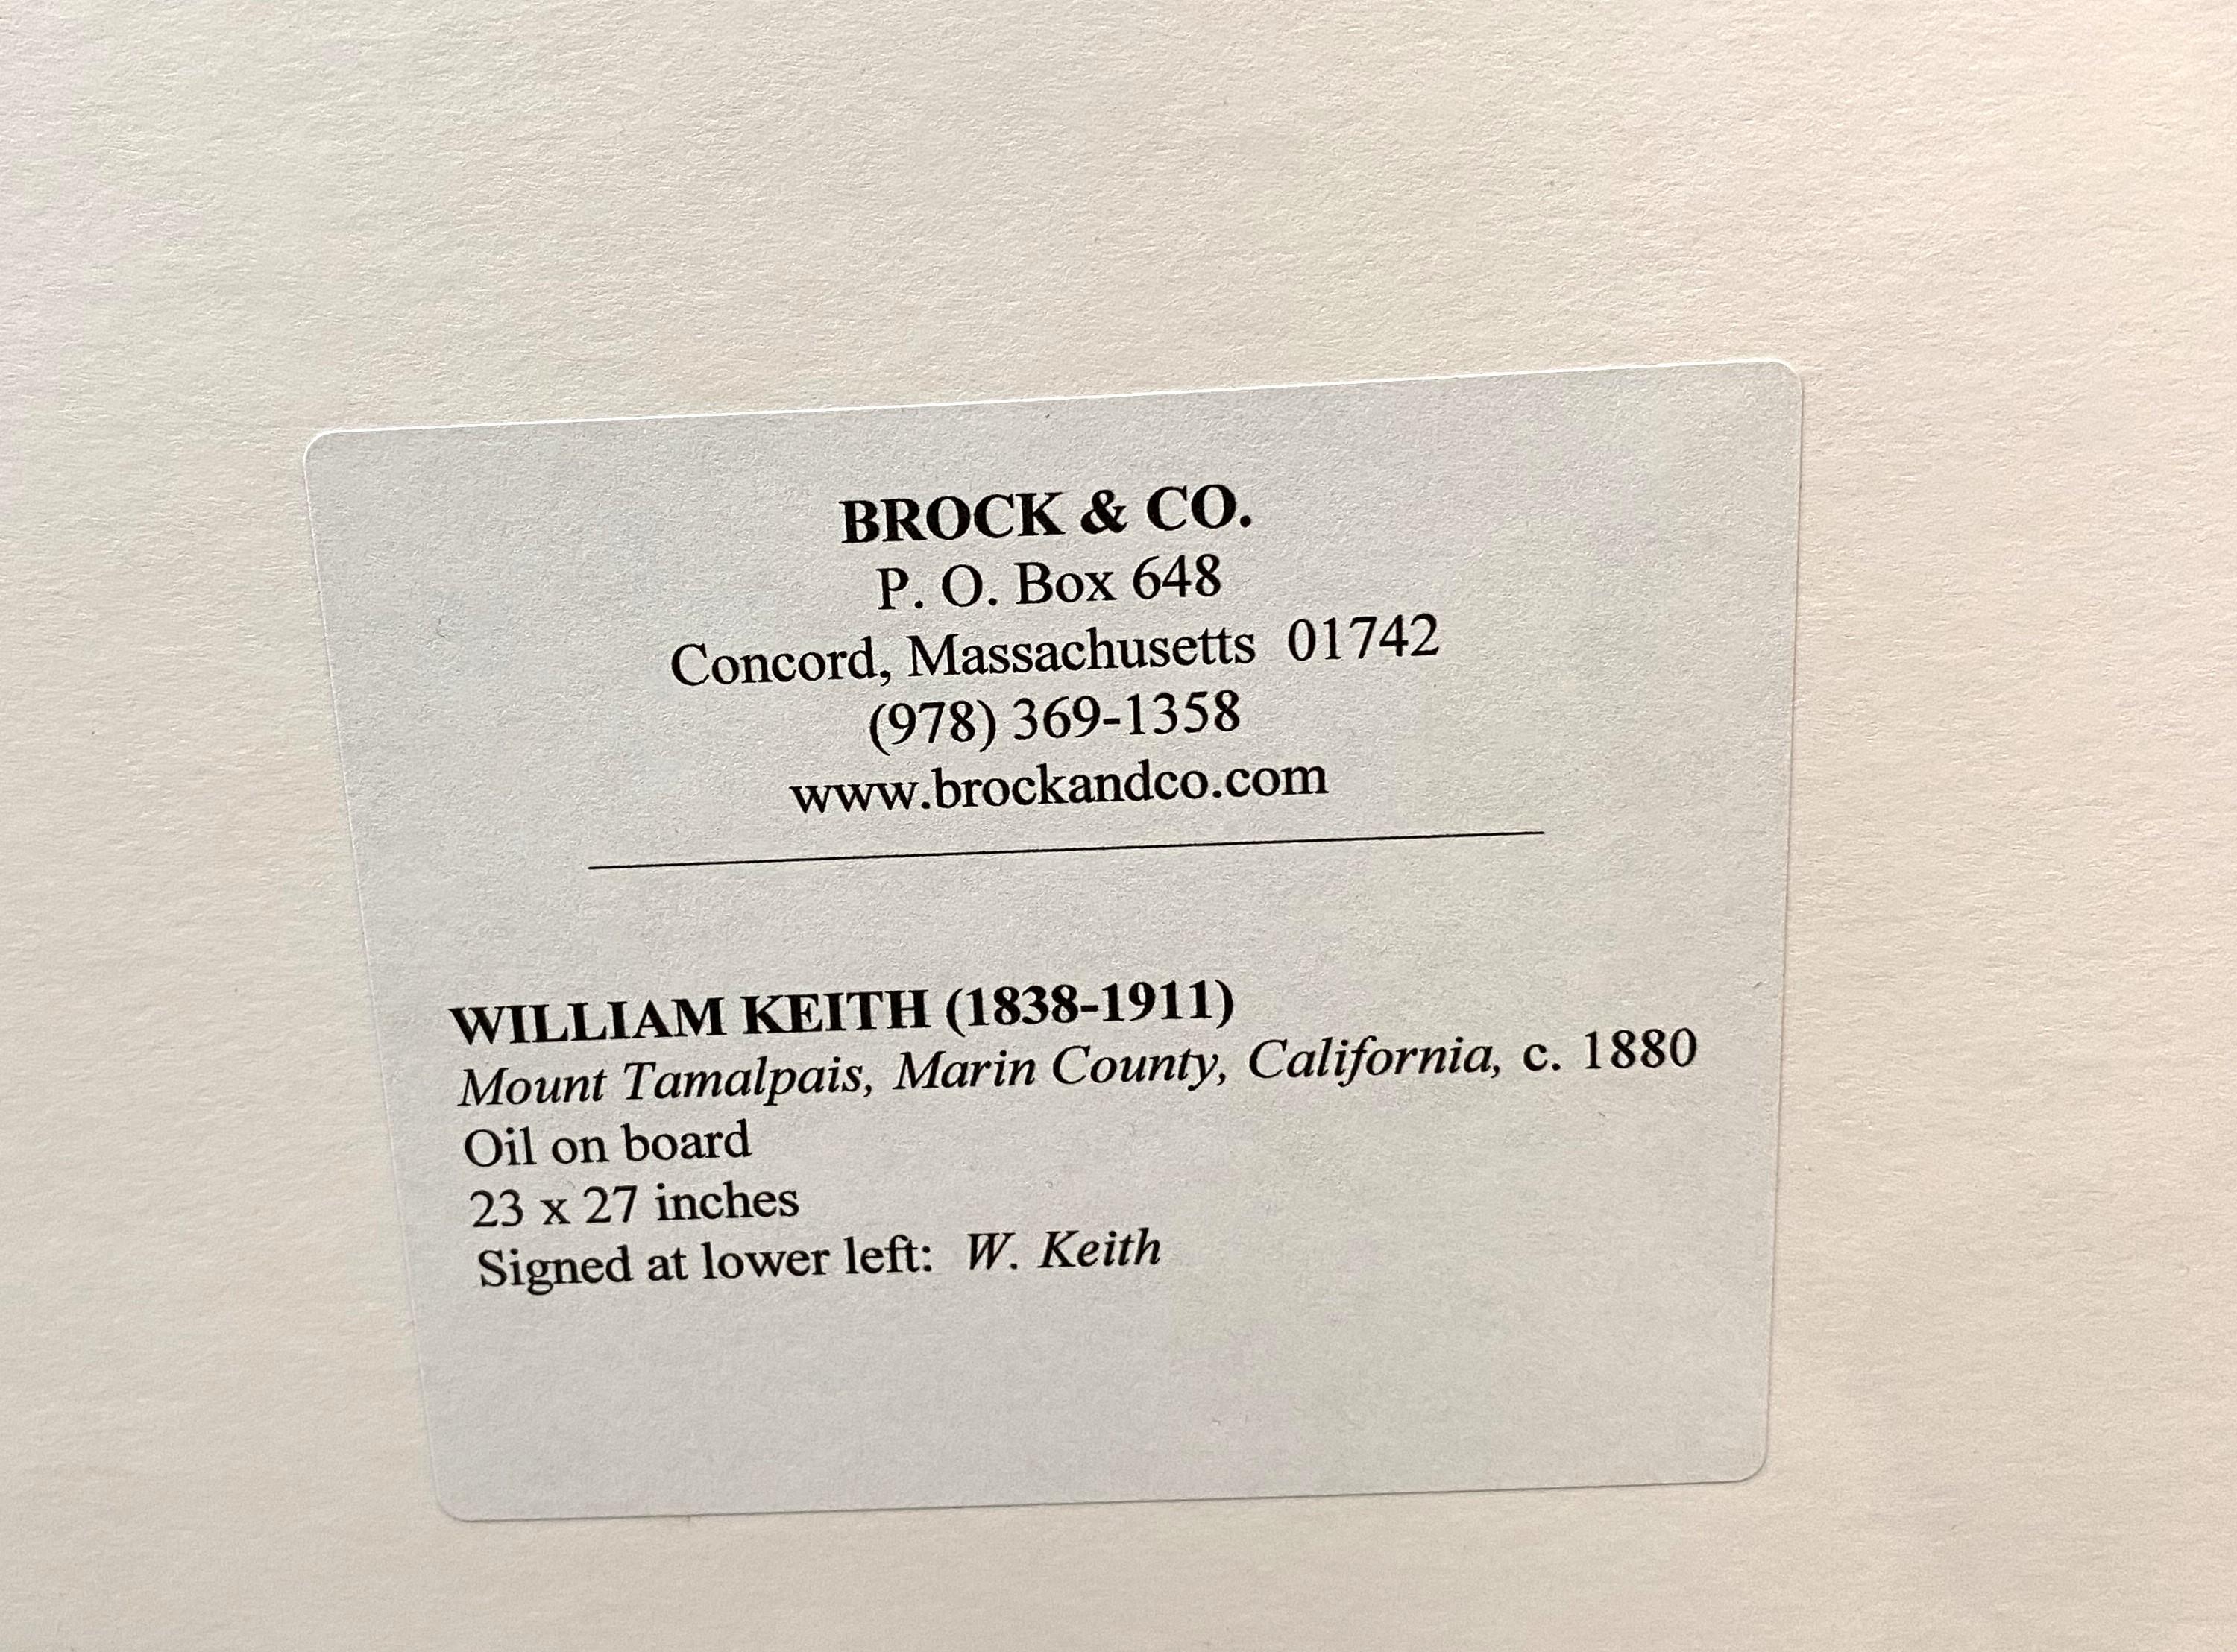 BROCK & CO.
P. O. Box 648
Concord, Massachusetts 01742
(978) 369-1358
www.brockandco.com
WILLIAM KEITH (1838-1911)
Mount Tamalpais, Marin County, California, c. 1880
Oil on board
23 x 27 inches
Signed at lower left: W. Keith